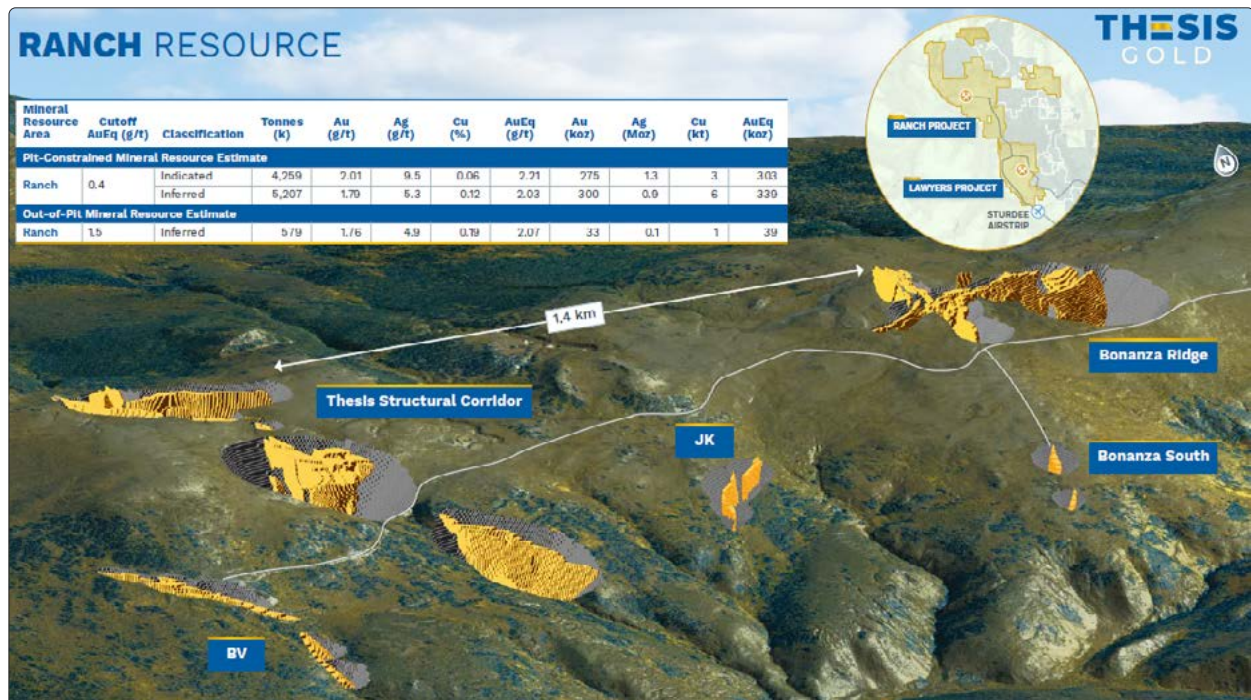 RANCH RESOURCE
THESIS
GOLD
Mineral Resource Area | Cutoff AuEq (g/t) | Classification | Tonnes (k) | Au (g/t) | Ag (g/t) | Cu (%) | AuEq (g/t) | Au (koz) | Ag (Moz) | Cu (kt) | AuEq (koz)
Pit-Constrained Mineral Resource Estimate
Ranch | 0.4 | Indicated | 4,259 | 2.01 | 9.5 | 0.06 | 2.21 | 275 | 1.3 | 3 | 303
Inferred | 5,207 | 1.79 | 5.3 | 0.12 | 2.03 | 300 | 0.9 | 6 | 339
Out-of-Pit Mineral Resource Estimate
Ranch | 1.5 | Inferred | 579 | 1.76 | 4.9 | 0.19 | 2.07 | 33 | 0.1 | 1 | 39
RANCH PROJECT
LAWYERS PROJECT
STURDEE
AIRSTRIP
N
1,4 km
Bonanza Ridge
Thesis Structural Corridor
JK
Bonanza South
BV